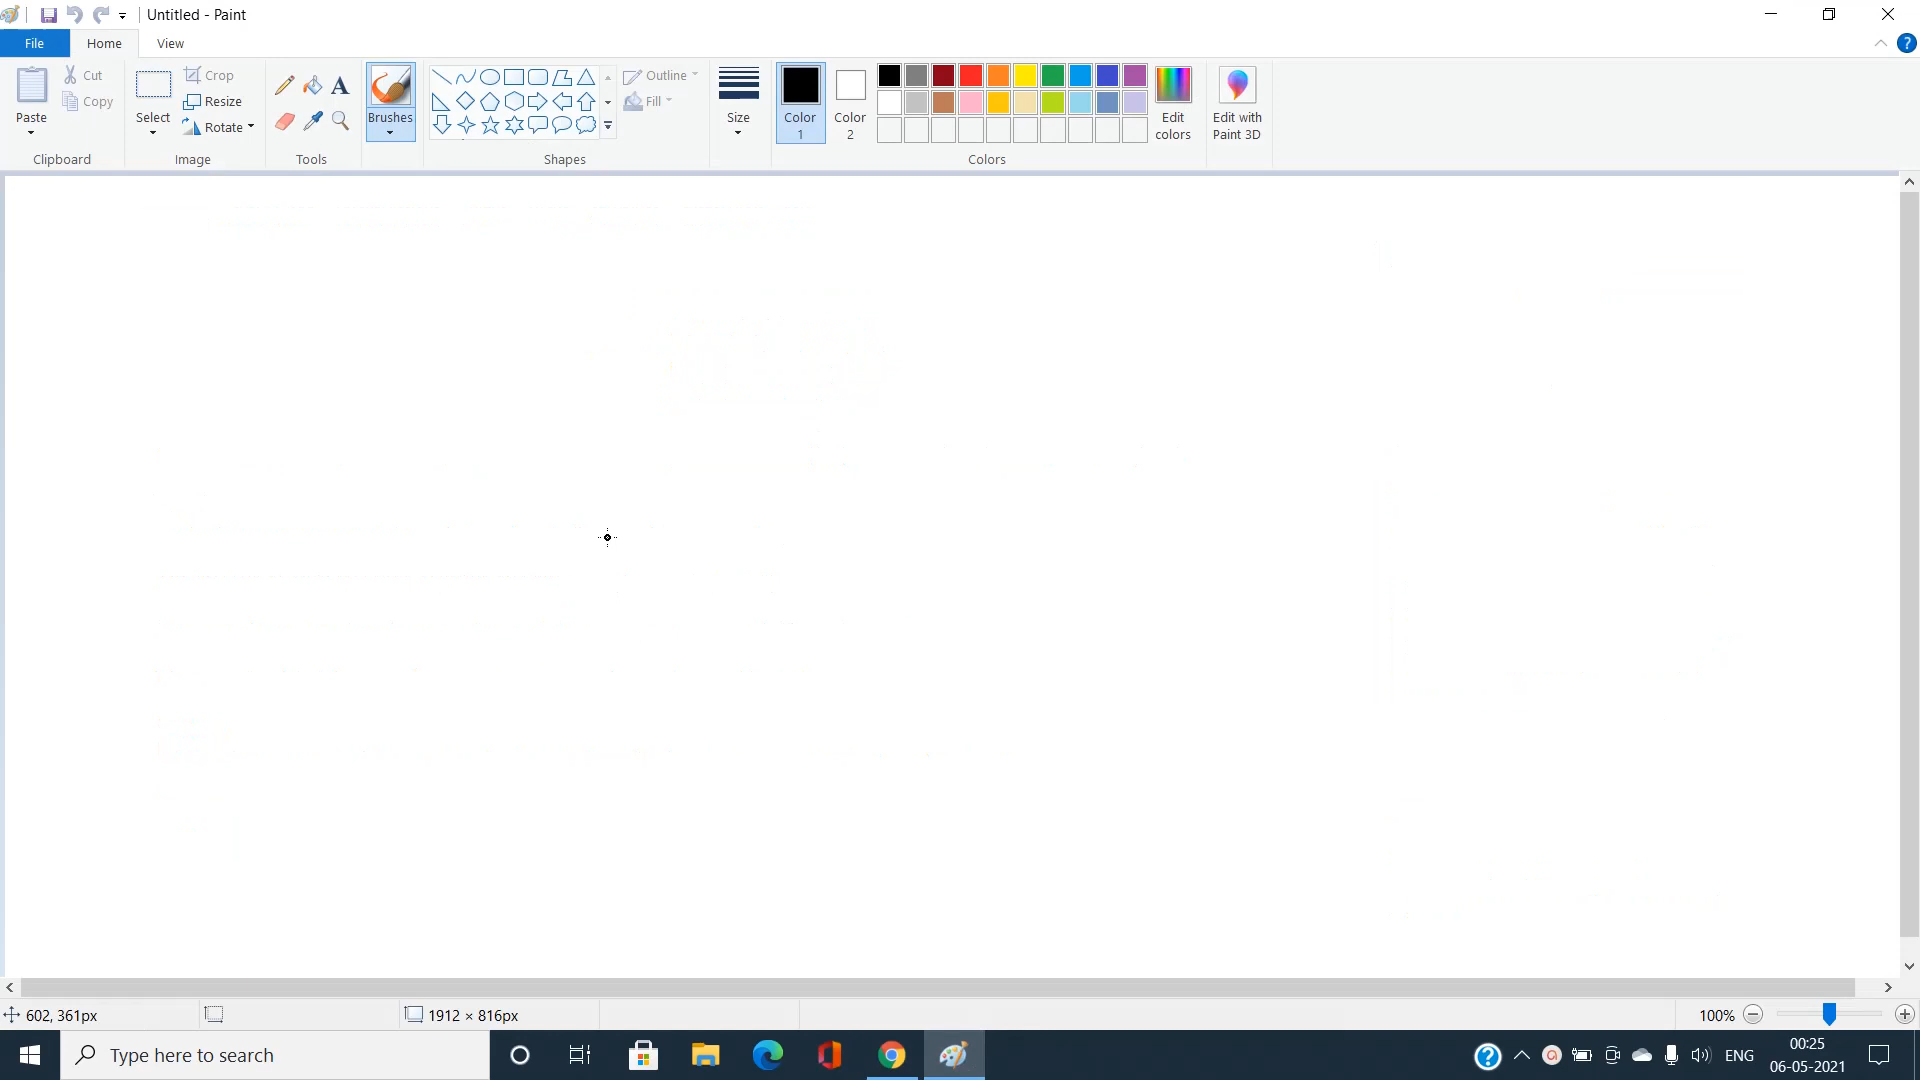 Untitled - Paint
File Home View
Paste
Cut
Copy
Clipboard
Select
Crop
Resize
Rotate
Image
A
Tools
Brushes
Outline
Fill
Shapes
Size
Color
1
Color
2
Edit
colors
Colors
Edit with
Paint 3D
?
602, 361px
1912 × 816px
100%
Type here to search
?
a
ENG
00:25
06-05-2021